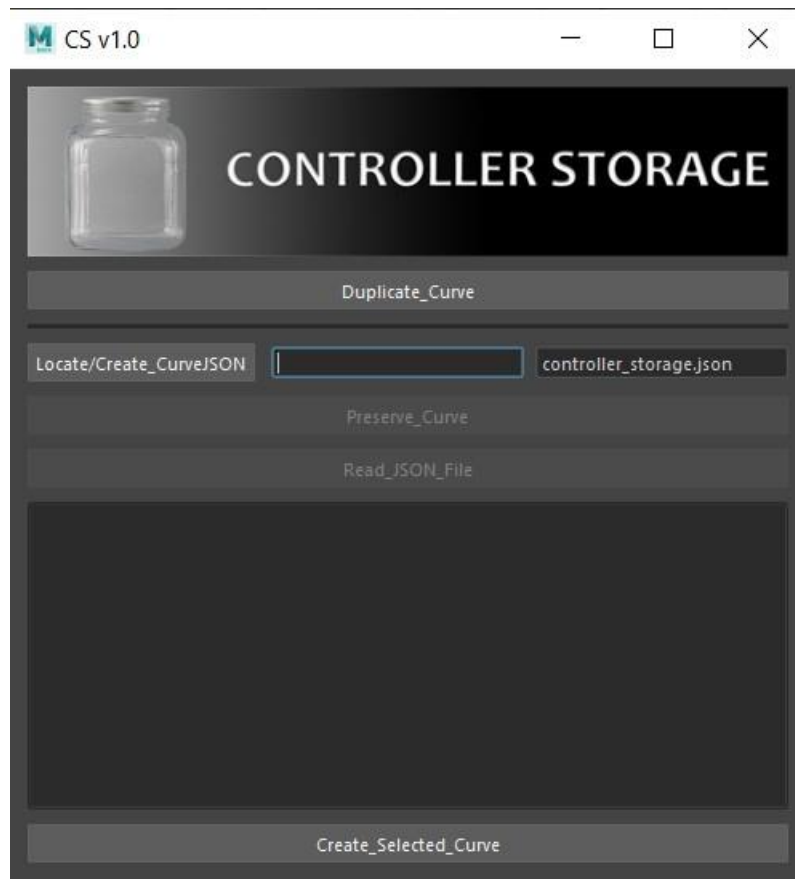 CS v1.0
CONTROLLER STORAGE
Duplicate_Curve
Locate/Create_CurveJSON controller_storage.json
Preserve_Curve
Read_JSON_File
Create_Selected_Curve